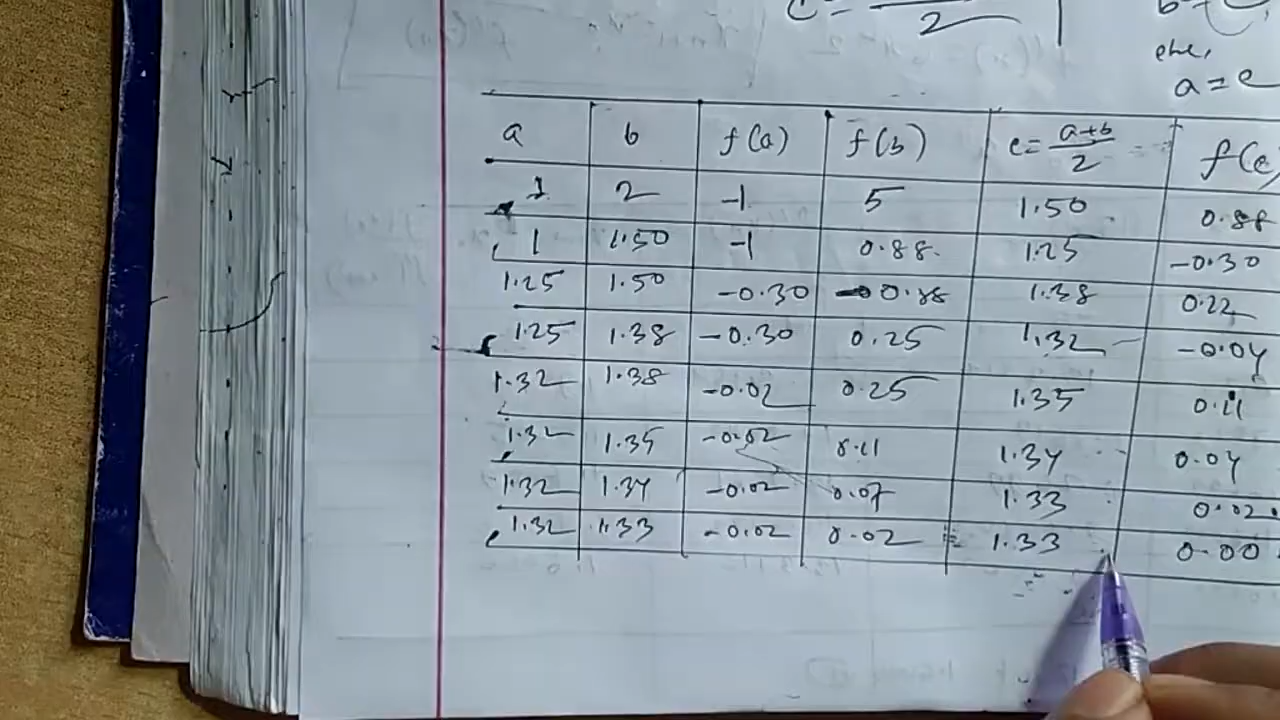 c = 2
else,
a = c
a b f(a) f(b) c = a+b/2 f(c)
1 2 -1 5 1.50 0.88
1 1.50 -1 0.88 1.25 -0.30
1.25 1.50 -0.30 0.88 1.38 0.22
1.25 1.38 -0.30 0.25 1.32 -0.04
1.32 1.38 -0.02 0.25 1.35 0.11
1.32 1.35 -0.02 0.11 1.34 0.04
1.32 1.34 -0.02 0.07 1.33 0.02
1.32 1.33 -0.02 0.02 1.33 0.00